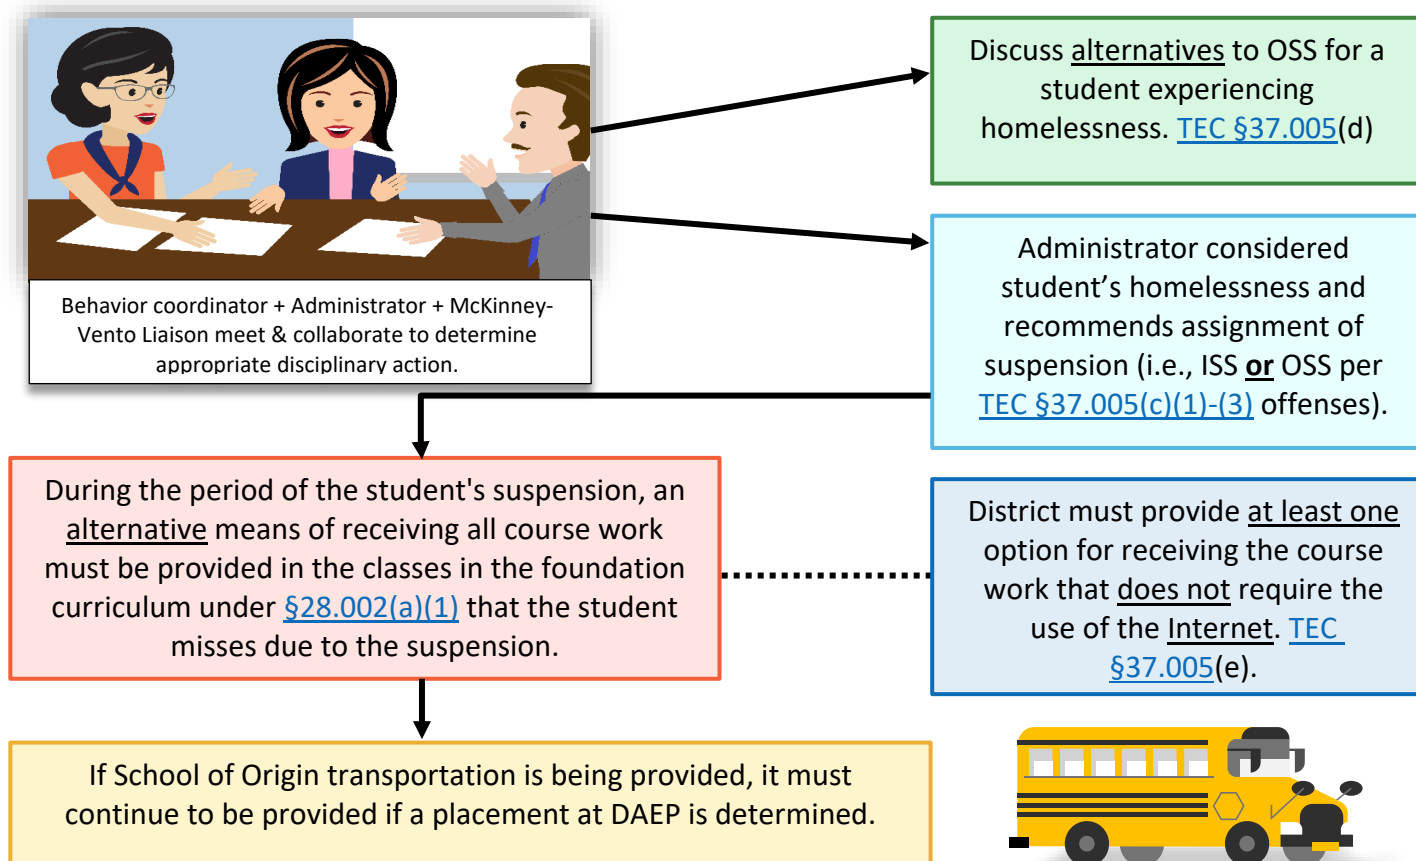 Behavior coordinator + Administrator + McKinney-
Vento Liaison meet & collaborate to determine
appropriate disciplinary action.
Discuss alternatives to OSS for a
student experiencing
homelessness. TEC §37.005(d)
Administrator considered
student’s homelessness and
recommends assignment of
suspension (i.e., ISS or OSS per
TEC §37.005(c)(1)-(3) offenses).
During the period of the student's suspension, an
alternative means of receiving all course work
must be provided in the classes in the foundation
curriculum under §28.002(a)(1) that the student
misses due to the suspension.
District must provide at least one
option for receiving the course
work that does not require the
use of the Internet. TEC
§37.005(e).
If School of Origin transportation is being provided, it must
continue to be provided if a placement at DAEP is determined.